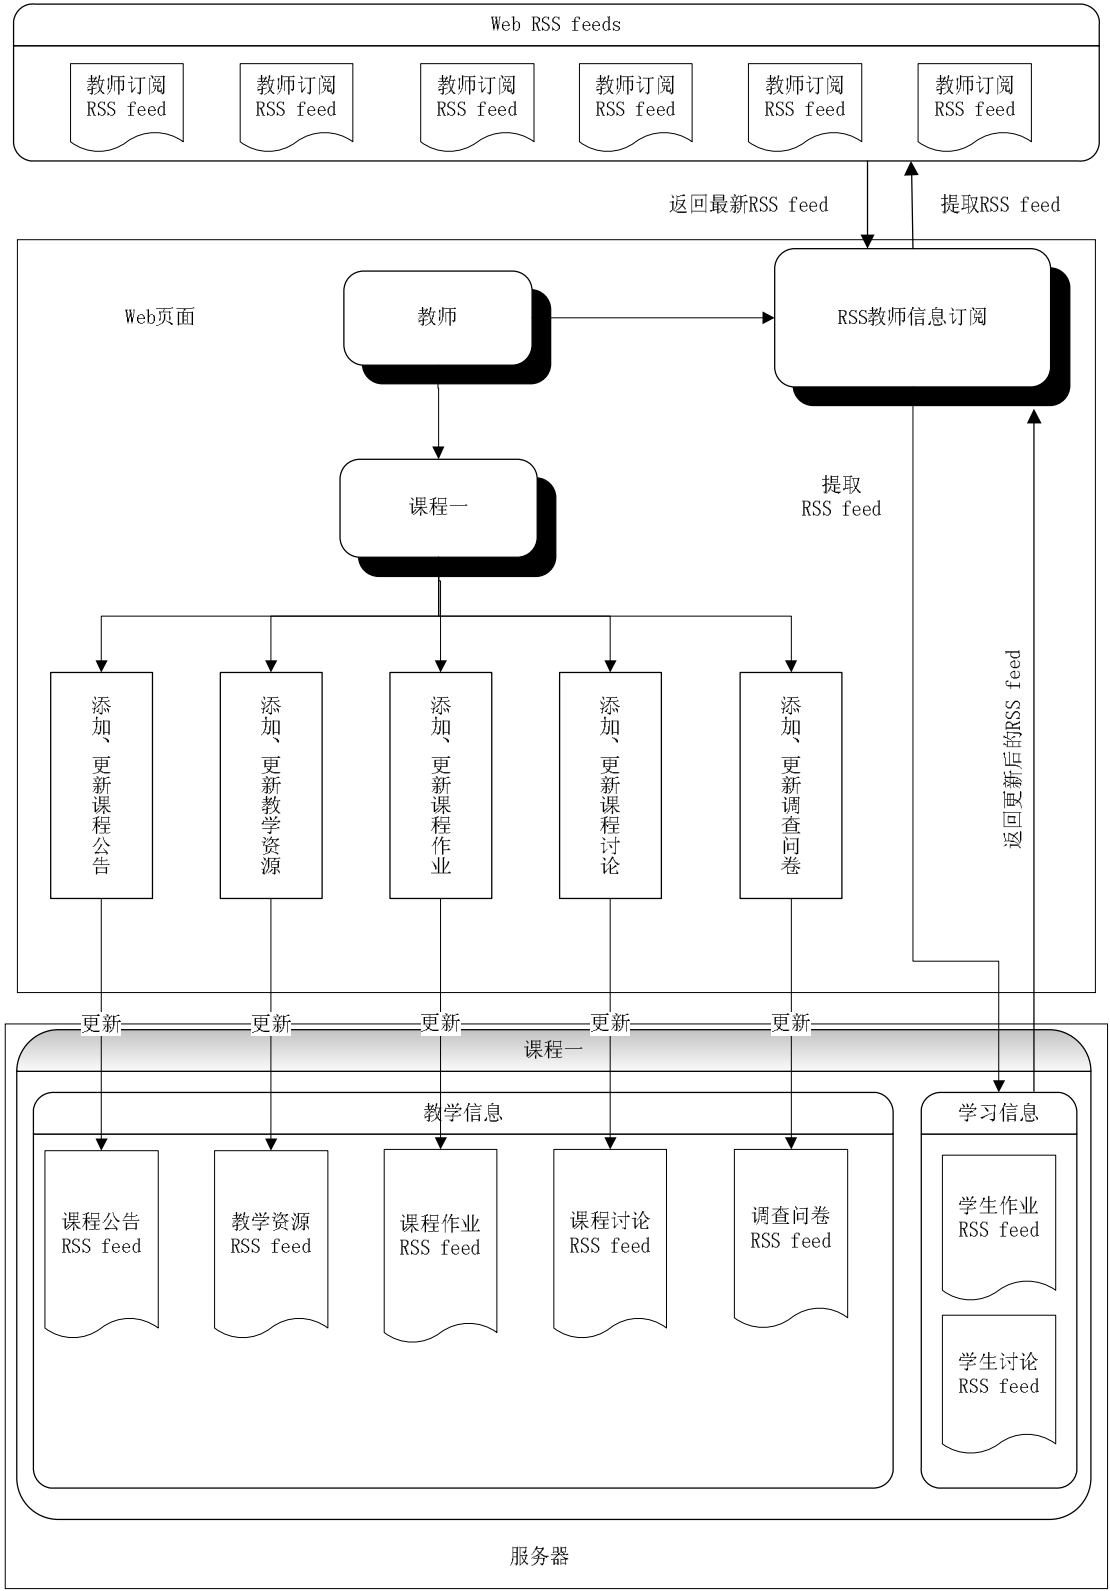 Web RSS feeds
教师订阅
RSS feed
教师订阅
RSS feed
教师订阅
RSS feed
教师订阅
RSS feed
教师订阅
RSS feed
教师订阅
RSS feed
返回最新RSS feed
提取RSS feed
Web页面
教师
RSS教师信息订阅
课程一
提取
RSS feed
返回更新后的RSS feed
添加、更新课程公告
添加、更新教学资源
添加、更新课程作业
添加、更新课程讨论
添加、更新调查问卷
更新
更新
更新
更新
更新
课程一
教学信息
学习信息
课程公告
RSS feed
教学资源
RSS feed
课程作业
RSS feed
课程讨论
RSS feed
调查问卷
RSS feed
学生作业
RSS feed
学生讨论
RSS feed
服务器